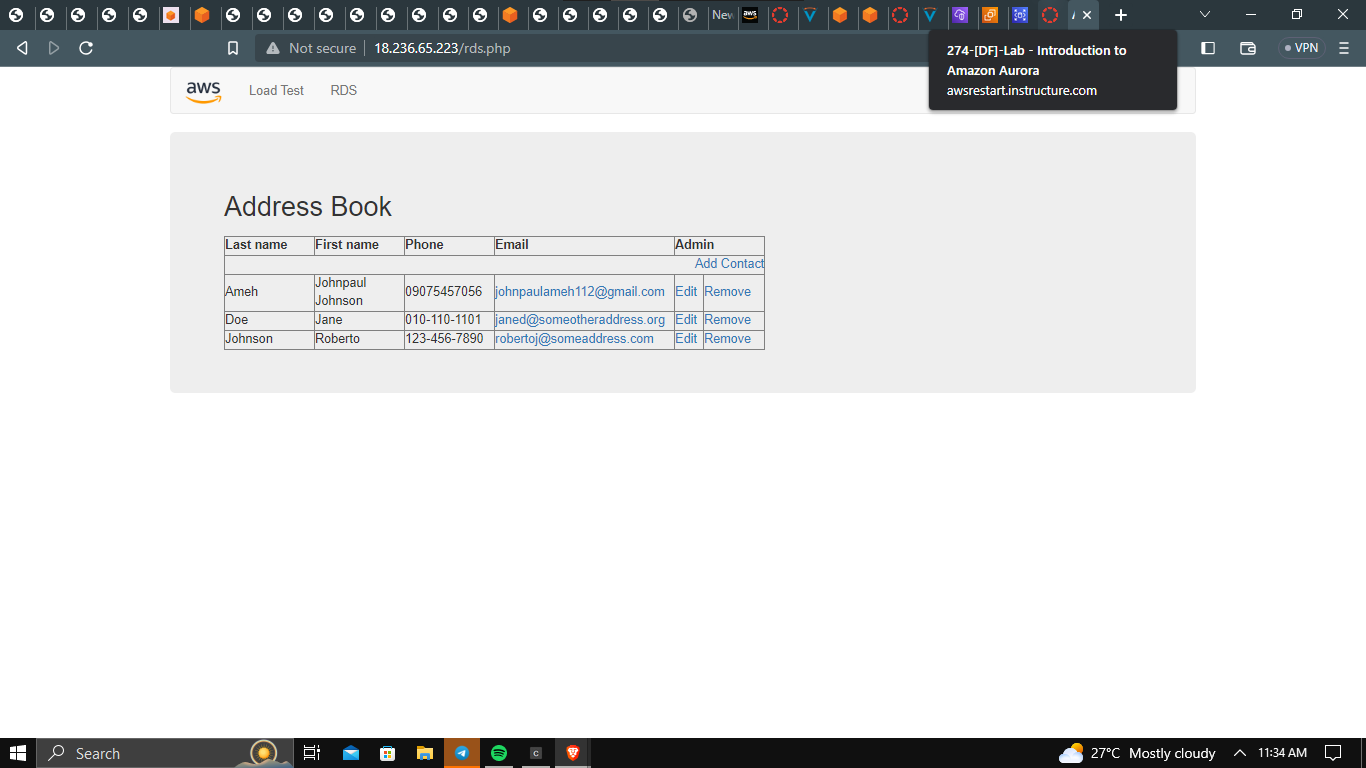 New
aws
A
Not secure 18.236.65.223/rds.php
VPN
274-[DF]-Lab - Introduction to
Amazon Aurora
awsrestart.instructure.com
aws Load Test RDS
Address Book
Last name First name Phone Email Admin
Add Contact
Ameh Johnpaul Johnson 09075457056 johnpaulameh112@gmail.com Edit Remove
Doe Jane 010-110-1101 janed@someotheraddress.org Edit Remove
Johnson Roberto 123-456-7890 robertoj@someaddress.com Edit Remove
Search C 27°C Mostly cloudy 11:34 AM